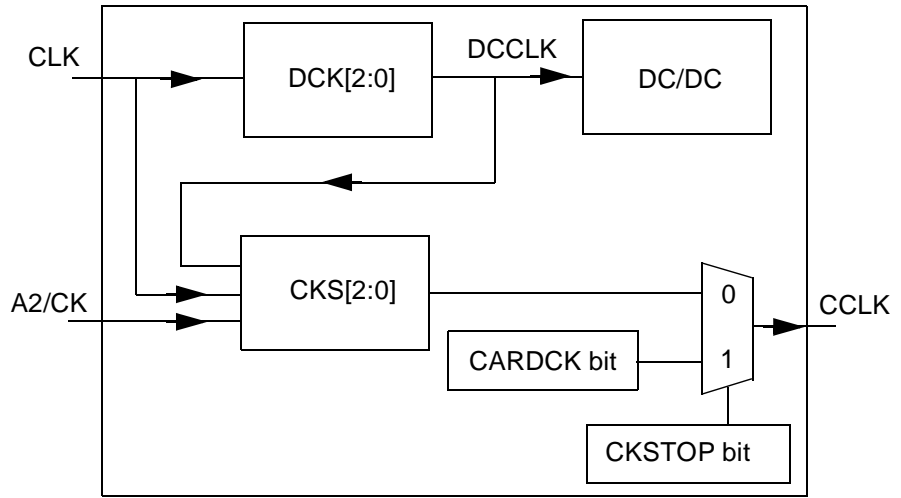 CLK
DCK[2:0]
DCCLK
DC/DC
A2/CK
CKS[2:0]
0
CCLK
CARDCK bit
1
CKSTOP bit